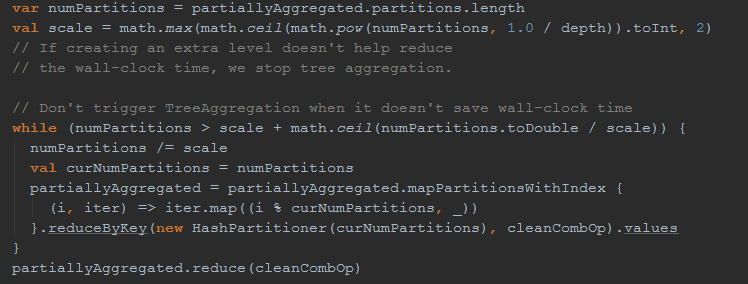 var numPartitions = partiallyAggregated.partitions.length
val scale = math.max(math.ceil(math.pow(numPartitions, 1.0 / depth)).toInt, 2)
// If creating an extra level doesn't help reduce
// the wall-clock time, we stop tree aggregation.

// Don't trigger TreeAggregation when it doesn't save wall-clock time
while (numPartitions > scale + math.ceil(numPartitions.toDouble / scale)) {
  numPartitions /= scale
  val curNumPartitions = numPartitions
  partiallyAggregated = partiallyAggregated.mapPartitionsWithIndex {
    (i, iter) => iter.map((i % curNumPartitions, _))
  }.reduceByKey(new HashPartitioner(curNumPartitions), cleanCombOp).values
}
partiallyAggregated.reduce(cleanCombOp)